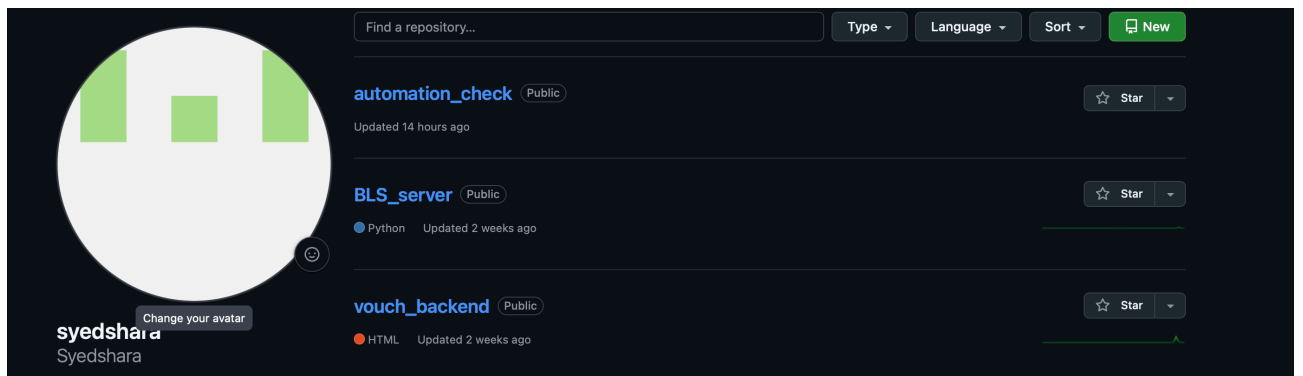 Find a repository...
Type
Language
Sort
New
automation_check
Public
Star
Updated 14 hours ago
BLS_server
Public
Star
Python
Updated 2 weeks ago
vouch_backend
Public
Star
HTML
Updated 2 weeks ago
Change your avatar
syedshara
Syedshara